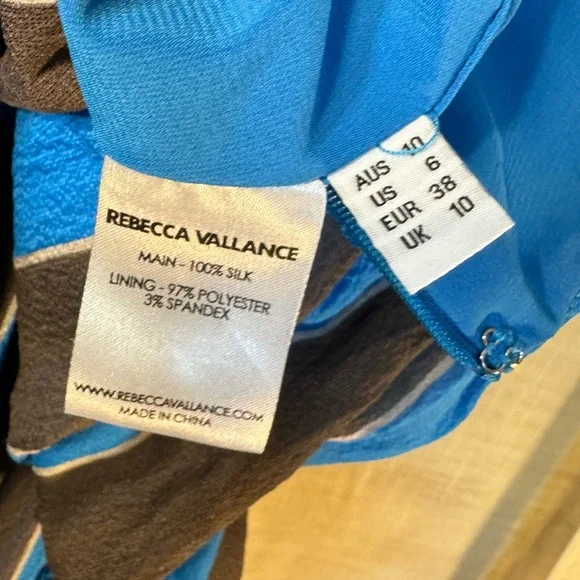 REBECCA VALLANCE
MAIN - 100% SILK
LINING - 97% POLYESTER
3% SPANDEX
WWW.REBECCAVALLANCE.COM
MADE IN CHINA
AUS 10
US 6
EUR 38
UK 10